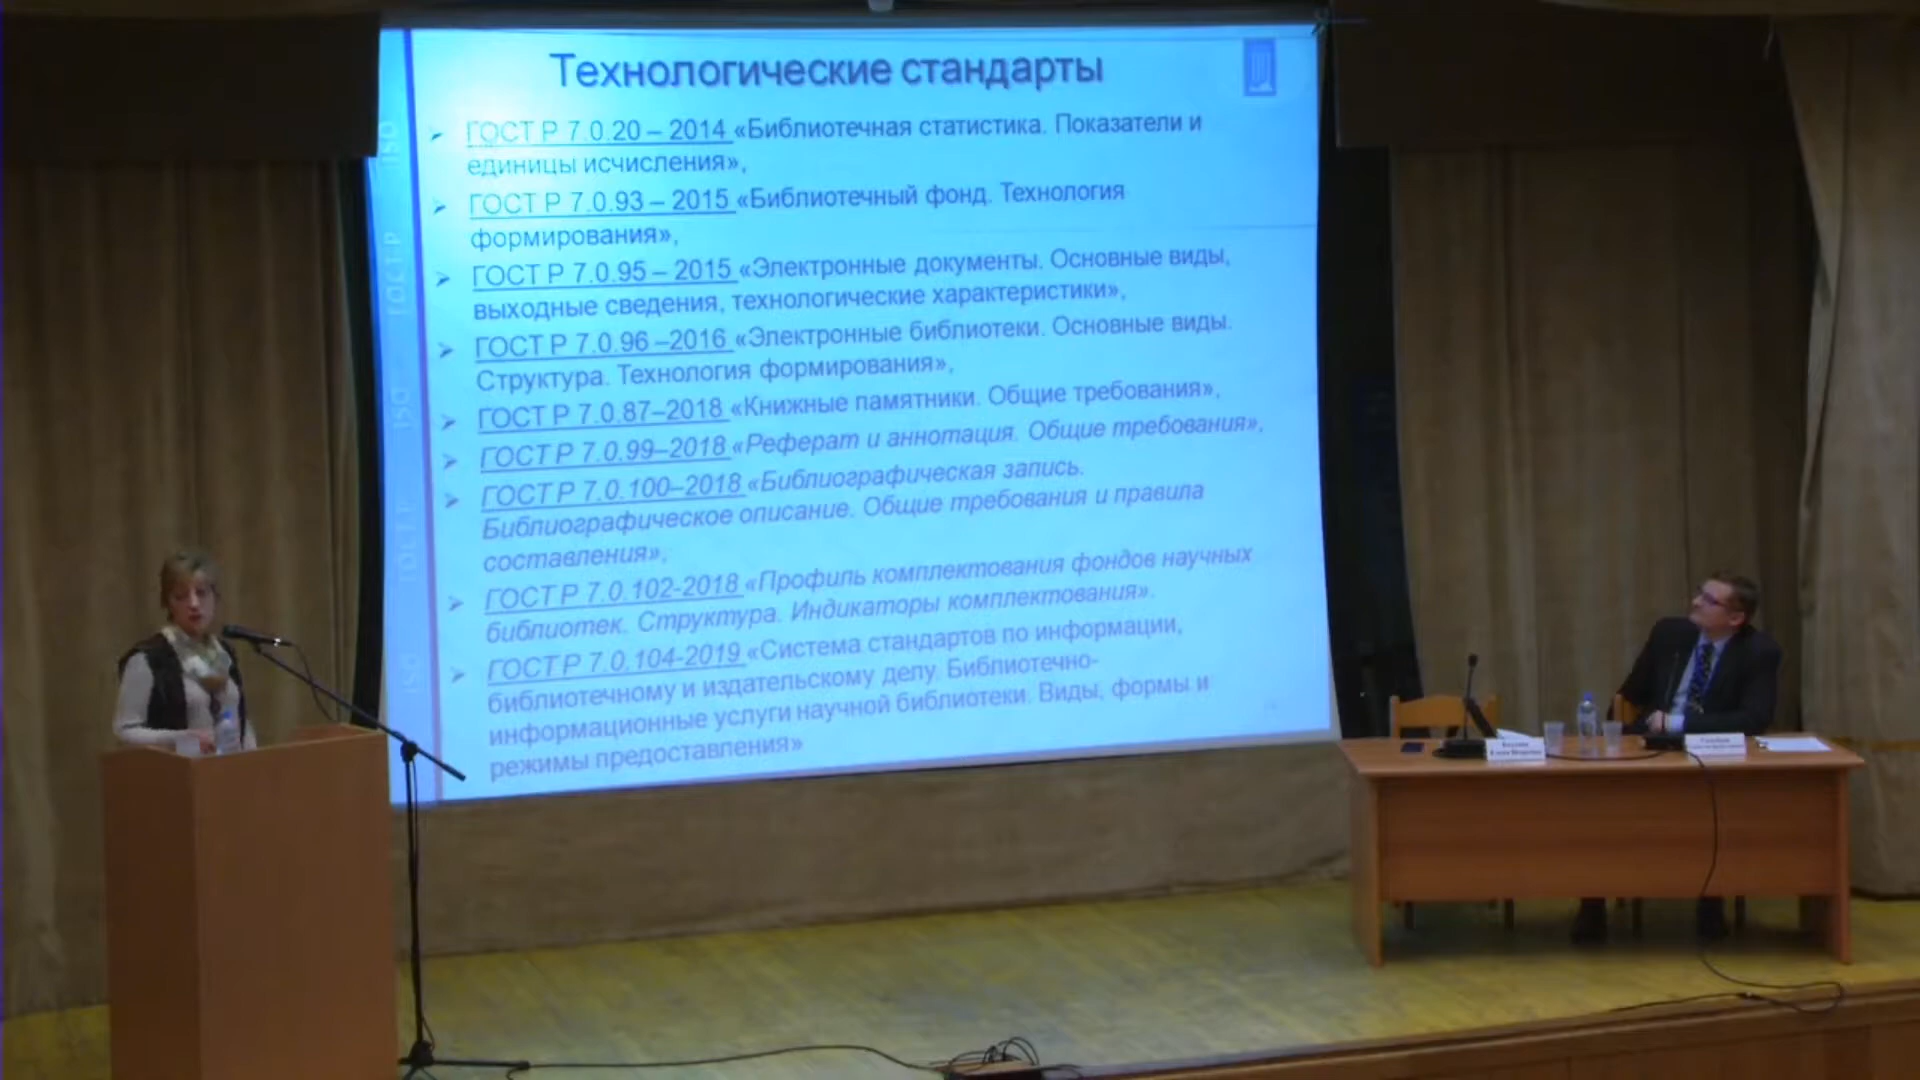 Технологические стандарты
ГОСТ Р 7.0.20 – 2014 «Библиотечная статистика. Показатели и
единицы исчисления»,
ГОСТ Р 7.0.93 – 2015 «Библиотечный фонд. Технология
формирования»,
ГОСТ Р 7.0.95 – 2015 «Электронные документы. Основные виды,
выходные сведения, технологические характеристики»,
ГОСТ Р 7.0.96 –2016 «Электронные библиотеки. Основные виды.
Структура. Технология формирования»,
ГОСТ Р 7.0.87–2018 «Книжные памятники. Общие требования»,
ГОСТ Р 7.0.99–2018 «Реферат и аннотация. Общие требования»,
ГОСТ Р 7.0.100–2018 «Библиографическая запись.
Библиографическое описание. Общие требования и правила
составления»,
ГОСТ Р 7.0.102-2018 «Профиль комплектования фондов научных
библиотек. Структура. Индикаторы комплектования».
ГОСТ Р 7.0.104-2019 «Система стандартов по информации,
библиотечному и издательскому делу. Библиотечно-
информационные услуги научной библиотеки. Виды, формы и
режимы предоставления»
ISO
ГОСТ Р
ISO
ГОСТ Р
ISO